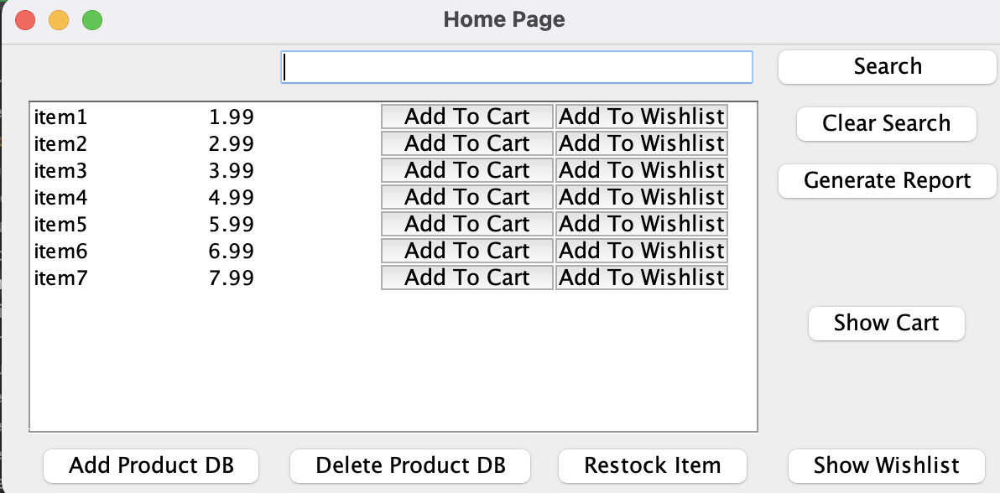 Home Page
Search
item1 1.99 Add To Cart Add To Wishlist
Clear Search
item2 2.99 Add To Cart Add To Wishlist
item3 3.99 Add To Cart Add To Wishlist
Generate Report
item4 4.99 Add To Cart Add To Wishlist
item5 5.99 Add To Cart Add To Wishlist
item6 6.99 Add To Cart Add To Wishlist
item7 7.99 Add To Cart Add To Wishlist
Show Cart
Add Product DB Delete Product DB Restock Item Show Wishlist